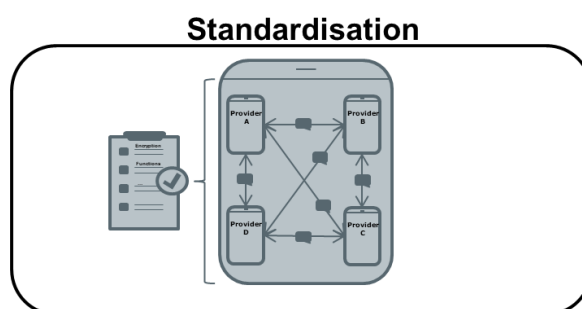 Standardisation
Encryption
Functions
...
Provider
A
Provider
B
Provider
D
Provider
C